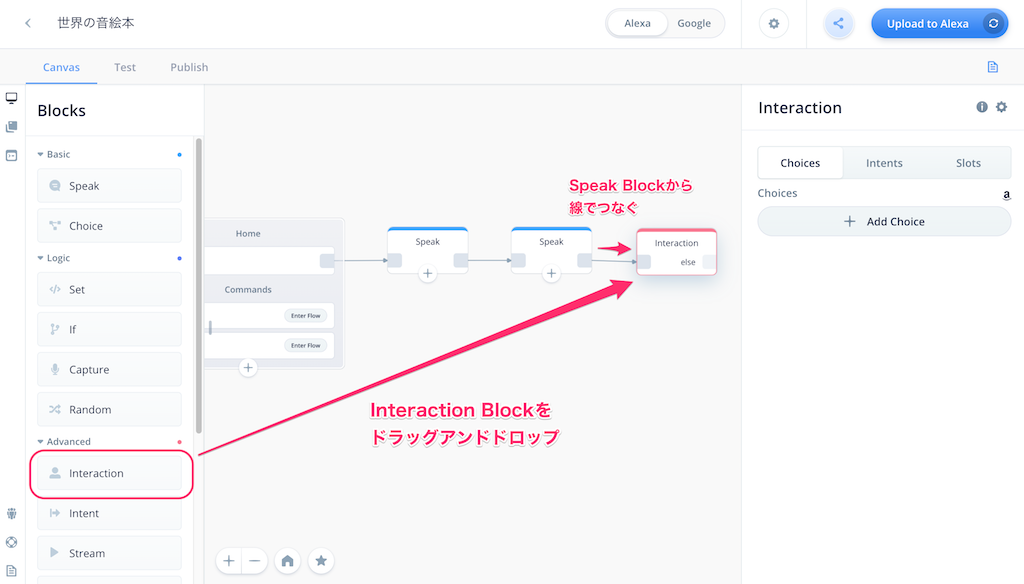 世界の音絵本
Alexa
Google
Upload to Alexa
Canvas
Test
Publish
Blocks
Basic
Speak
Choice
Logic
Set
If
Capture
Random
Advanced
Interaction
Intent
Stream
Home
Commands
Enter Flow
Enter Flow
Speak
Speak
Speak Blockから
線でつなぐ
Interaction
else
Interaction Blockを
ドラッグアンドドロップ
Interaction
Choices
Intents
Slots
Choices
a
Add Choice